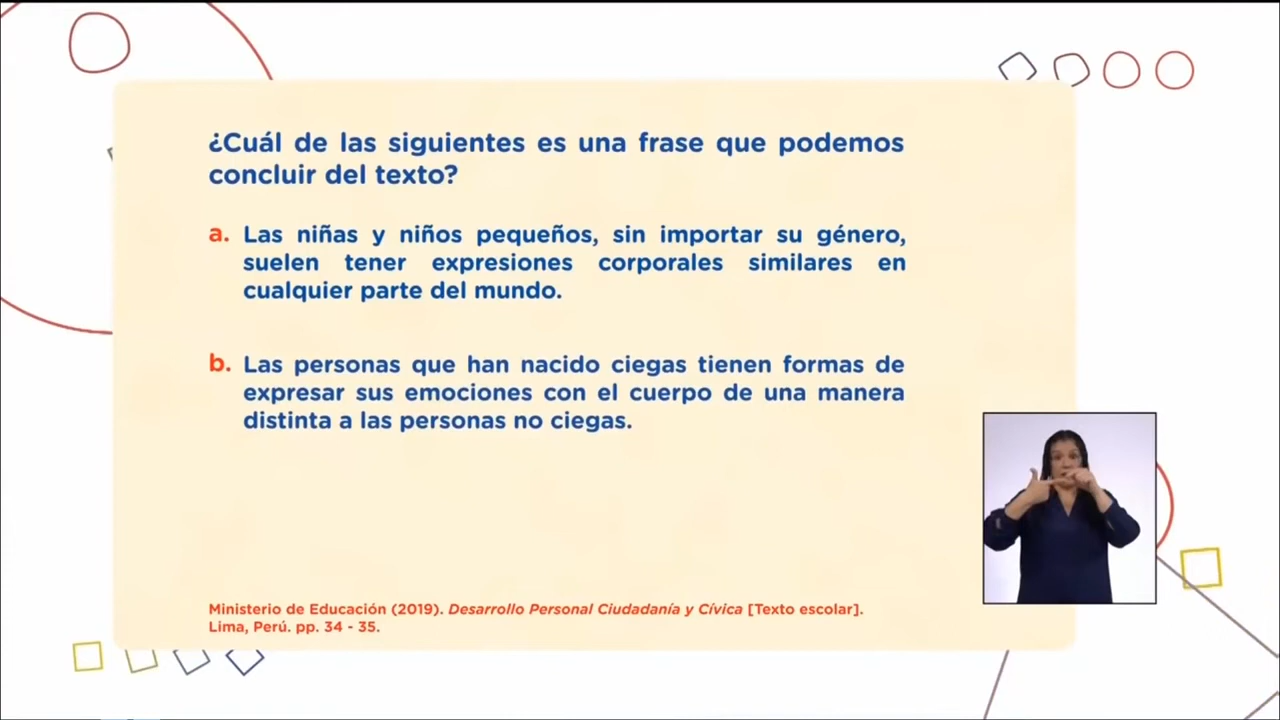 ¿Cuál de las siguientes es una frase que podemos
concluir del texto?
a. Las niñas y niños pequeños, sin importar su género,
suelen tener expresiones corporales similares en
cualquier parte del mundo.
b. Las personas que han nacido ciegas tienen formas de
expresar sus emociones con el cuerpo de una manera
distinta a las personas no ciegas.
Ministerio de Educación (2019). Desarrollo Personal Ciudadanía y Cívica [Texto escolar].
Lima, Perú. pp. 34 - 35.